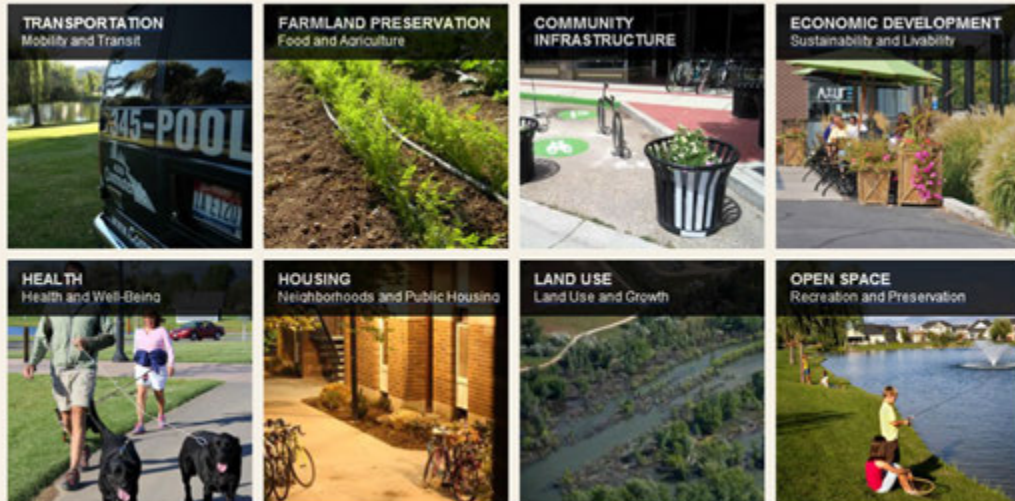 TRANSPORTATION
Mobility and Transit
345-POOL
FARMLAND PRESERVATION
Food and Agriculture
COMMUNITY
INFRASTRUCTURE
ECONOMIC DEVELOPMENT
Sustainability and Livability
HEALTH
Health and Well-Being
HOUSING
Neighborhoods and Public Housing
LAND USE
Land Use and Growth
OPEN SPACE
Recreation and Preservation